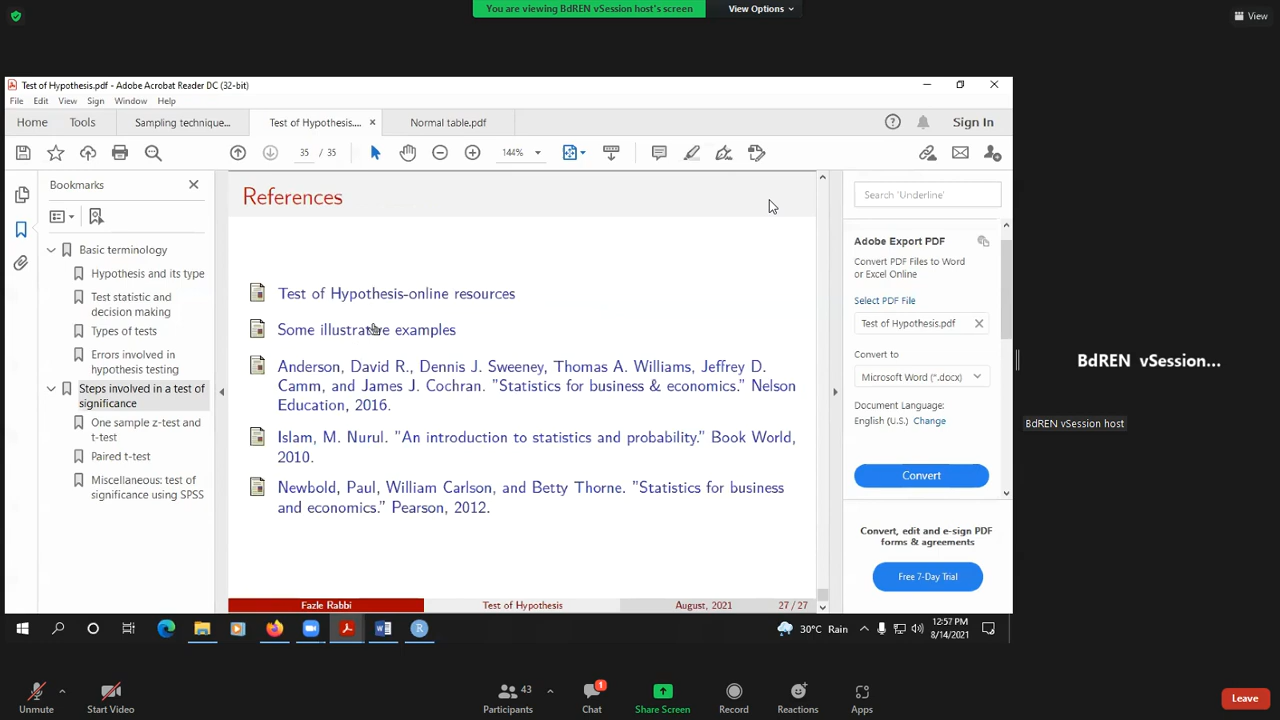 You are viewing BdREN vSession host's screen
View Options
View
Test of Hypothesis.pdf - Adobe Acrobat Reader DC (32-bit)
File Edit View Sign Window Help
Home Tools Sampling technique... Test of Hypothesis.... Normal table.pdf Sign In
35 / 35 144%
Bookmarks
Basic terminology
Hypothesis and its type
Test statistic and
decision making
Types of tests
Errors involved in
hypothesis testing
Steps involved in a test of
significance
One sample z-test and
t-test
Paired t-test
Miscellaneous: test of
significance using SPSS
References
Test of Hypothesis-online resources
Some illustrative examples
Anderson, David R., Dennis J. Sweeney, Thomas A. Williams, Jeffrey D.
Camm, and James J. Cochran. "Statistics for business & economics." Nelson
Education, 2016.
Islam, M. Nurul. "An introduction to statistics and probability." Book World,
2010.
Newbold, Paul, William Carlson, and Betty Thorne. "Statistics for business
and economics." Pearson, 2012.
Fazle Rabbi Test of Hypothesis August, 2021 27 / 27
Search 'Underline'
Adobe Export PDF
Convert PDF Files to Word
or Excel Online
Select PDF File
Test of Hypothesis.pdf
Convert to
Microsoft Word (*.docx)
Document Language:
English (U.S.) Change
Convert
Convert, edit and e-sign PDF
forms & agreements
Free 7-Day Trial
BdREN vSession...
BdREN vSession host
30°C Rain
12:57 PM
8/14/2021
Unmute
Start Video
43
Participants
1
Chat
Share Screen
Record
Reactions
Apps
Leave